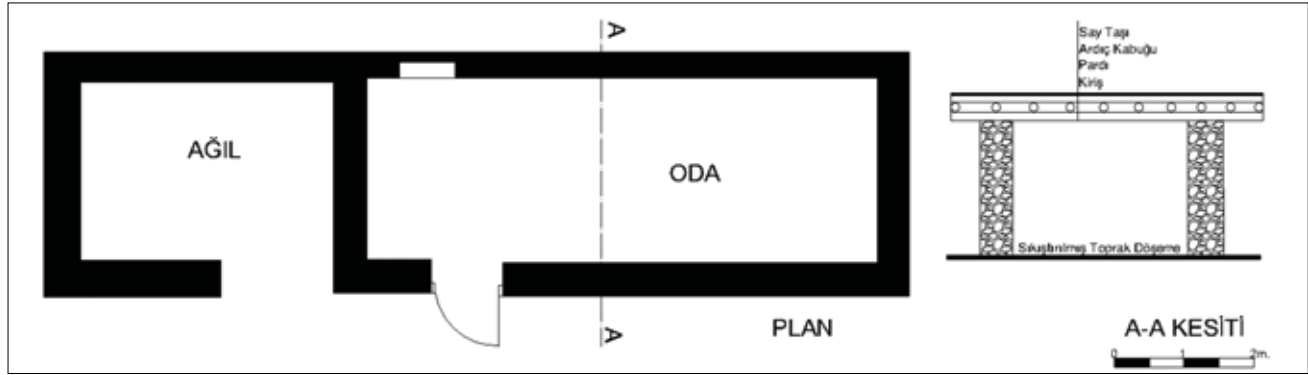 A
AĞIL
ODA
A
PLAN
Say Taşı
Ardıç Kabuğu
Pardı
Kiriş
Sıkıştırılmış Toprak Döşeme
A-A KESİTİ
0 1 2m.